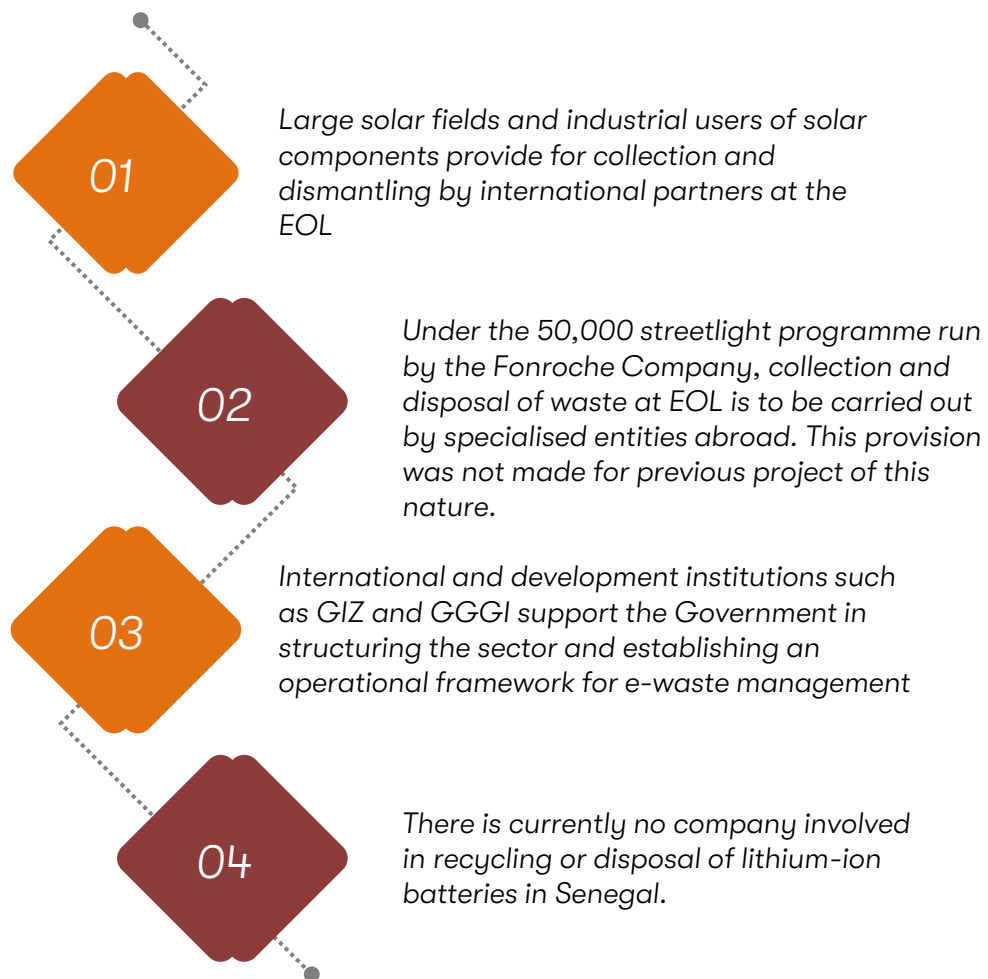 01
Large solar fields and industrial users of solar
components provide for collection and
dismantling by international partners at the
EOL
02
Under the 50,000 streetlight programme run
by the Fonroche Company, collection and
disposal of waste at EOL is to be carried out
by specialised entities abroad. This provision
was not made for previous project of this
nature.
03
International and development institutions such
as GIZ and GGGI support the Government in
structuring the sector and establishing an
operational framework for e-waste management
04
There is currently no company involved
in recycling or disposal of lithium-ion
batteries in Senegal.